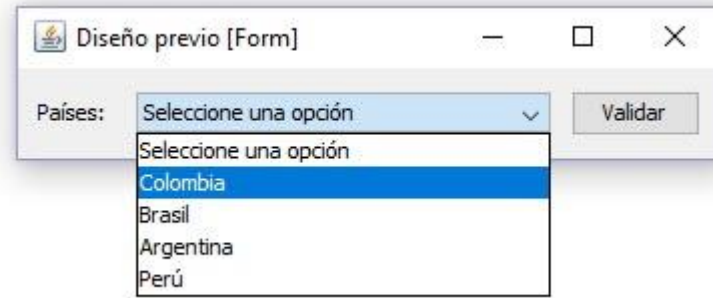 Diseño previo [Form]
Países: Seleccione una opción Validar
Seleccione una opción
Colombia
Brasil
Argentina
Perú